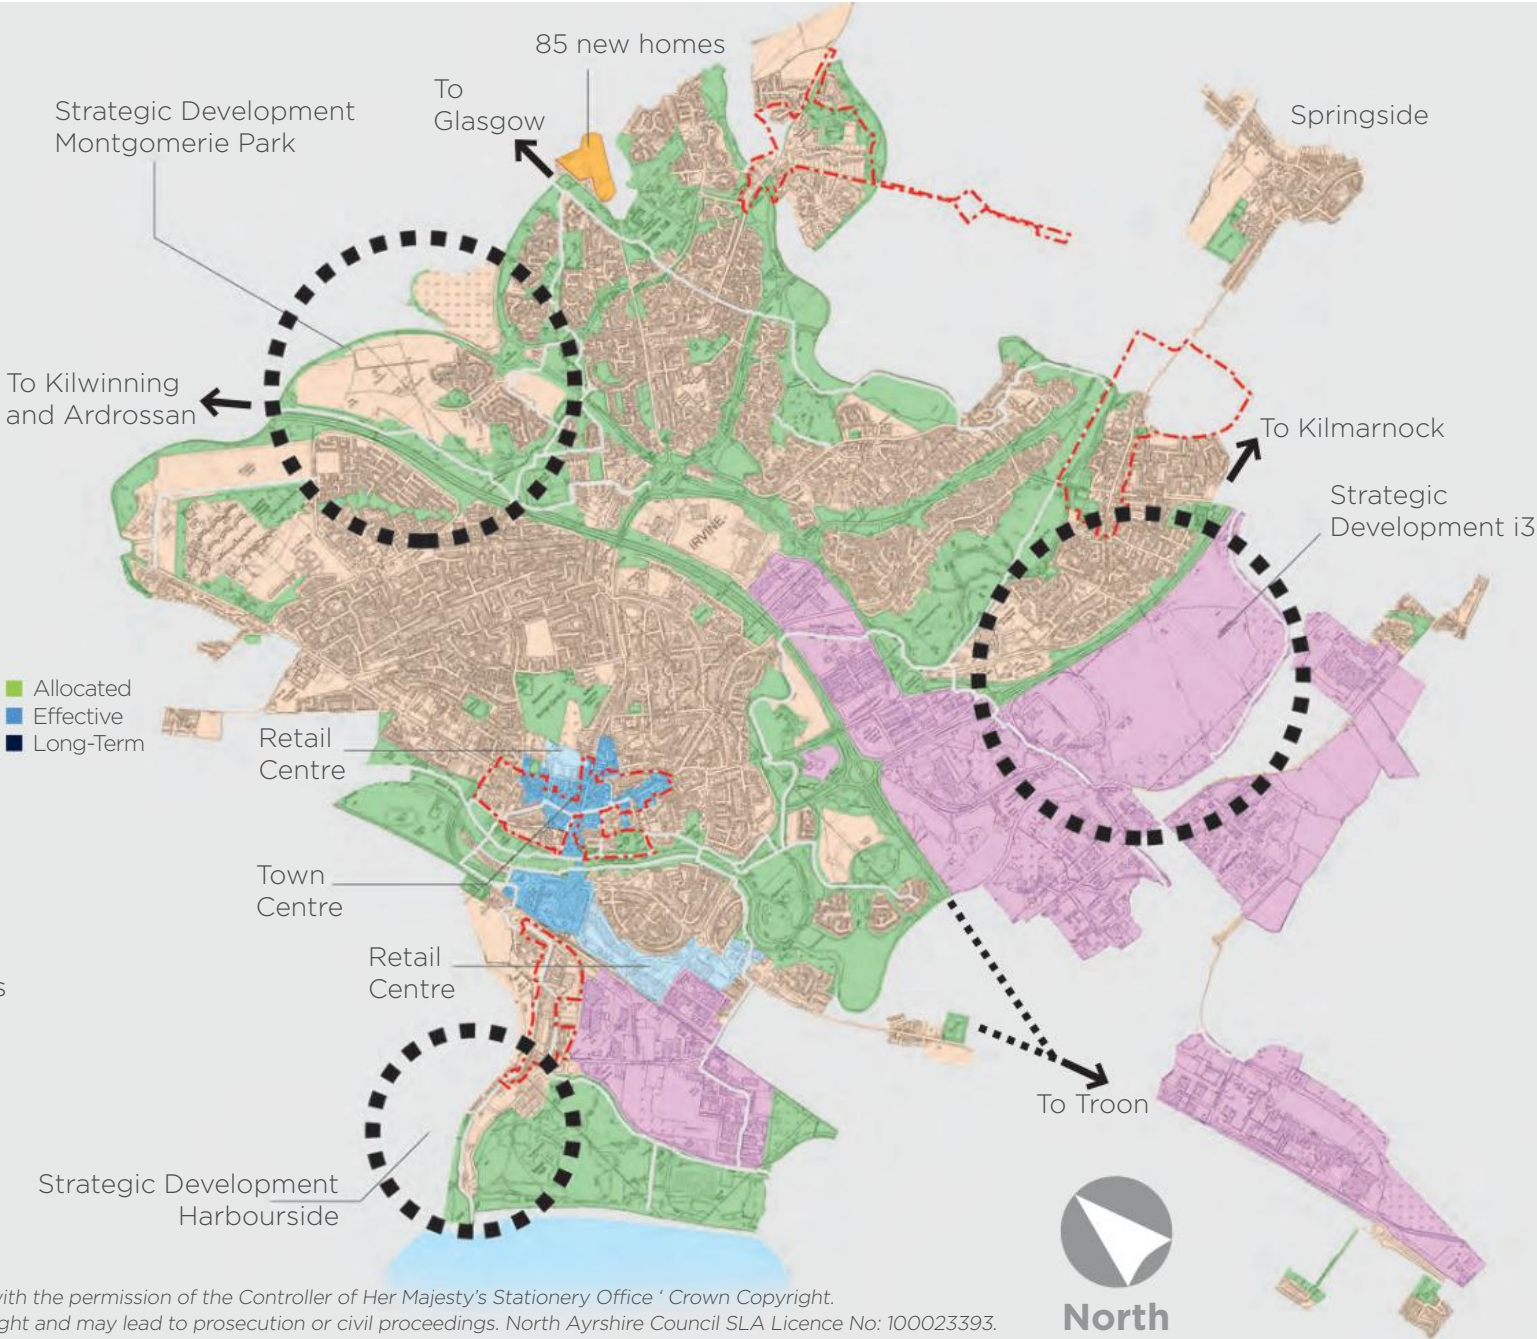 85 new homes
To
Glasgow
Strategic Development
Montgomerie Park
Springside
To Kilwinning
and Ardrossan
To Kilmarnock
Strategic
Development i3
IRVINE
Allocated
Effective
Long-Term
Retail
Centre
Town
Centre
Retail
Centre
s
To Troon
Strategic Development
Harbourside
North
with the permission of the Controller of Her Majesty's Stationery Office ‘ Crown Copyright.
ght and may lead to prosecution or civil proceedings. North Ayrshire Council SLA Licence No: 100023393.